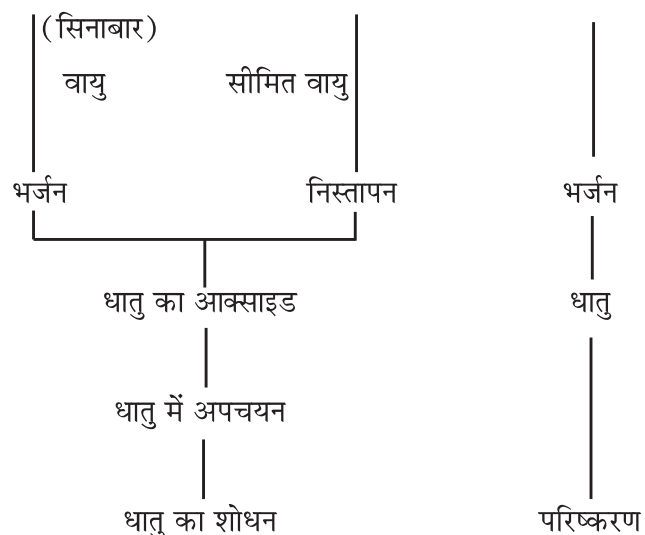 (सिनाबार)
वायु सीमित वायु
भर्जन निस्तापन भर्जन
धातु का आक्साइड धातु
धातु में अपचयन
धातु का शोधन परिष्करण